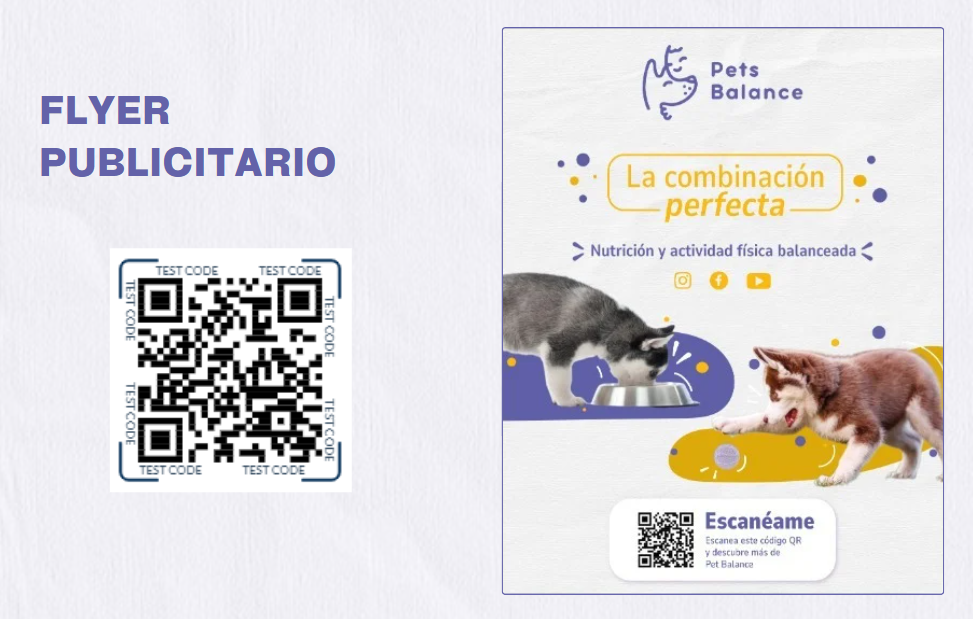 FLYER
PUBLICITARIO
TEST CODE TEST CODE
TEST CODE
TEST CODE
TEST CODE
TEST CODE
TEST CODE TEST CODE
Pets
Balance
La combinación
perfecta
Nutrición y actividad física balanceada
Escanéame
Escanea este código QR
y descubre más de
Pet Balance